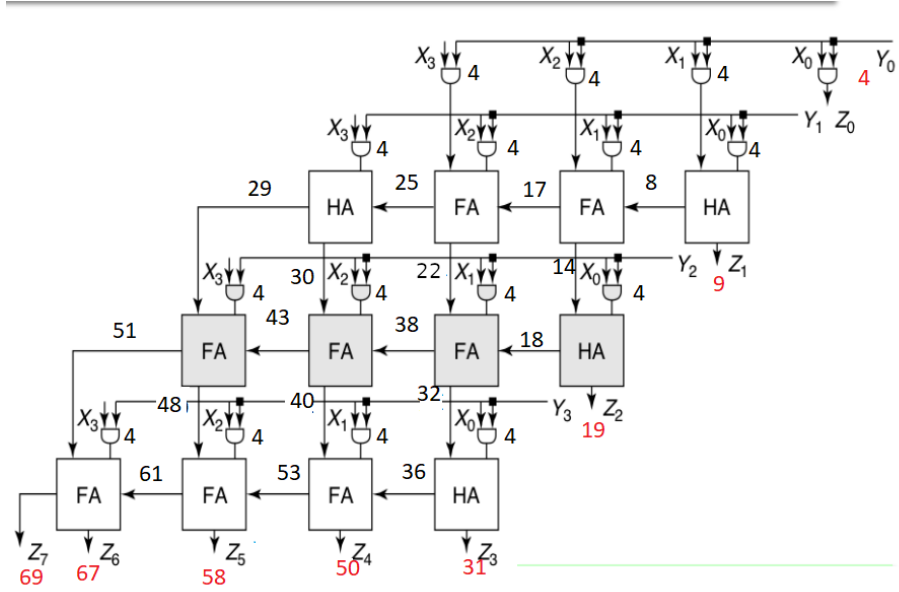 X3 4 X2 4 X1 4 X0 4 Y0
X3 4 X2 4 X1 4 X0 4 Y1 Z0
29 HA 25 FA 17 FA 8 HA
X3 4 30 X2 4 22 X1 4 14 X0 4 Y2 Z1
9
51 FA 43 FA 38 FA 18 HA
X3 4 48 X2 4 40 X1 4 32 X0 4 Y3 Z2
19
FA 61 FA 53 FA 36 HA
Z7 Z6 Z5 Z4 Z3
69 67 58 50 31